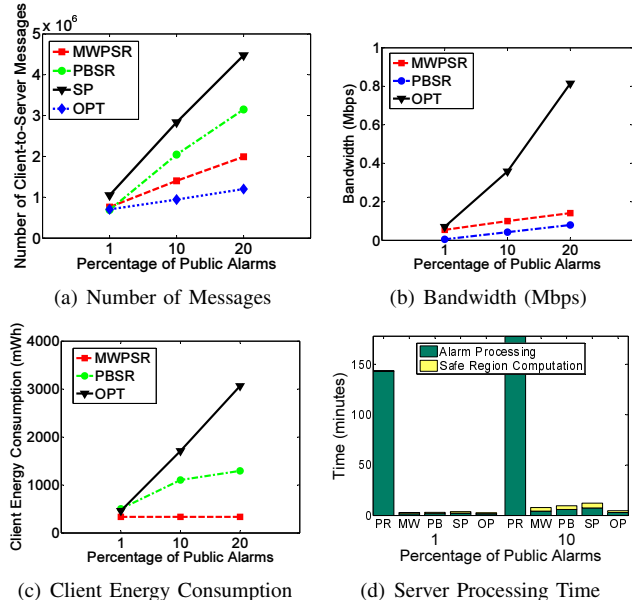 5 x 10^6
4
3
2
1
0
Number of Client-to-Server Messages
MWPSR
PBSR
SP
OPT
1 10 20
Percentage of Public Alarms
(a) Number of Messages
1
0.8
0.6
0.4
0.2
0
Bandwidth (Mbps)
MWPSR
PBSR
OPT
1 10 20
Percentage of Public Alarms
(b) Bandwidth (Mbps)
4000
3000
2000
1000
0
Client Energy Consumption (mWh)
MWPSR
PBSR
OPT
1 10 20
Percentage of Public Alarms
(c) Client Energy Consumption
150
100
50
0
Time (minutes)
Alarm Processing
Safe Region Computation
PR MW PB SP OP PR MW PB SP OP
1 10
Percentage of Public Alarms
(d) Server Processing Time